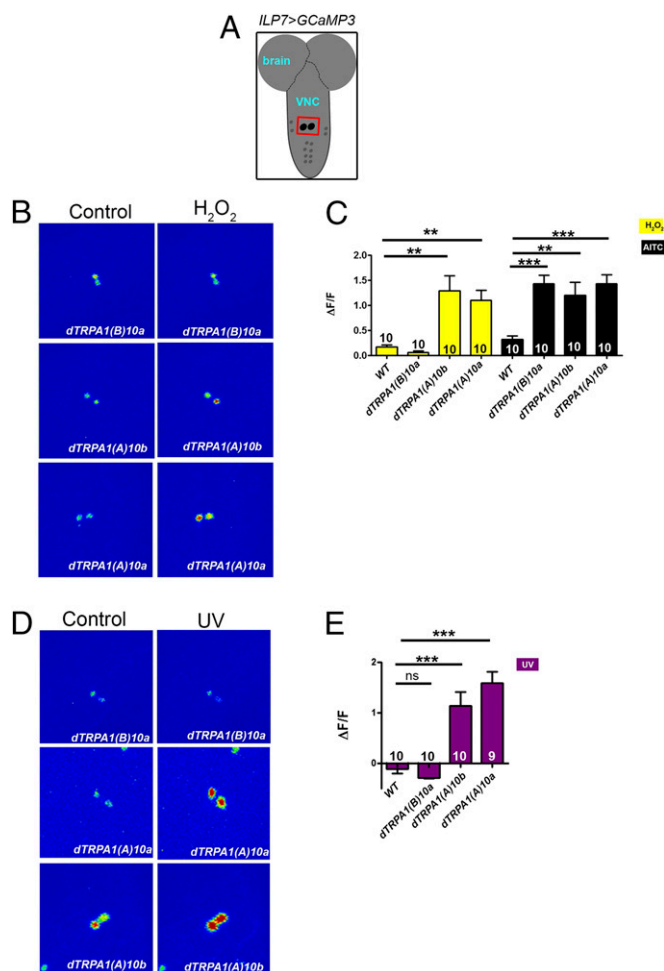 ILP7>GCaMP3
A
brain
VNC
B
Control
H₂O₂
dTRPA1(B)10a
dTRPA1(B)10a
dTRPA1(A)10b
dTRPA1(A)10b
dTRPA1(A)10a
dTRPA1(A)10a
C
H₂O₂
AITC
** ***
** **
***
ΔF/F
2.0
1.5
1.0
0.5
0.0
10 10 10 10 10 10 10 10
WT
dTRPA1(B)10a
dTRPA1(A)10b
dTRPA1(A)10a
WT
dTRPA1(B)10a
dTRPA1(A)10b
dTRPA1(A)10a
D
Control
UV
dTRPA1(B)10a
dTRPA1(B)10a
dTRPA1(A)10a
dTRPA1(A)10a
dTRPA1(A)10b
dTRPA1(A)10b
E
UV
***
***
ns
ΔF/F
2
1
0
10 10 10 9
WT
dTRPA1(B)10a
dTRPA1(A)10b
dTRPA1(A)10a